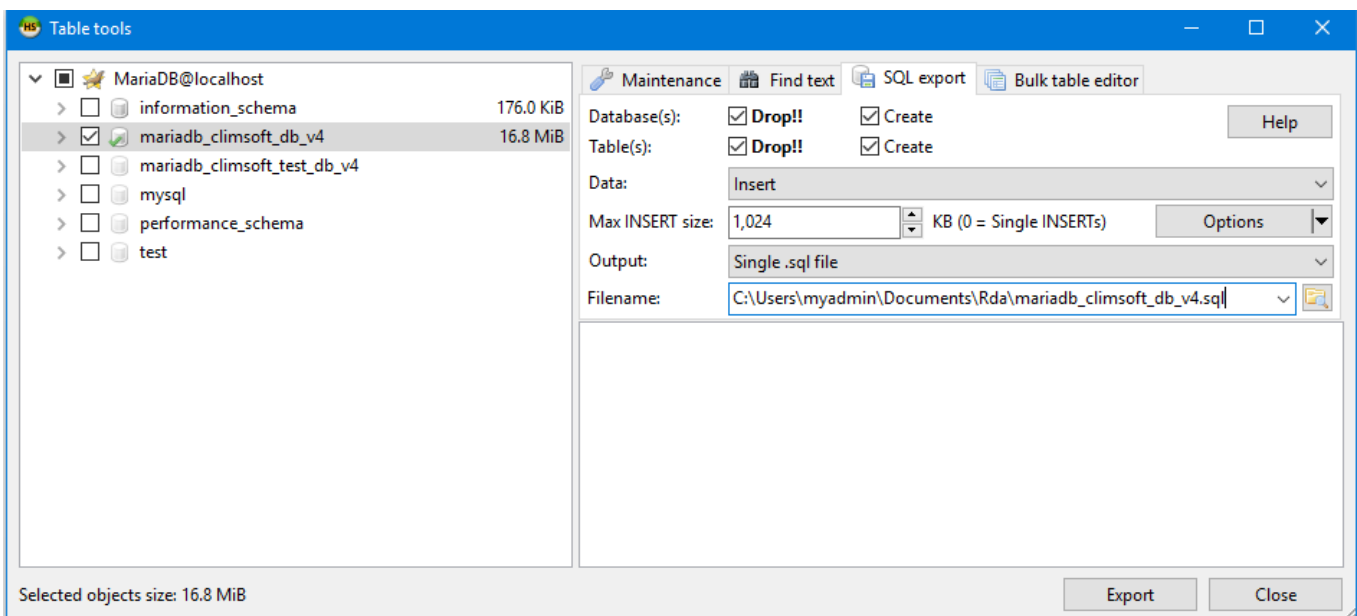 HS Table tools
MariaDB@localhost
information_schema 176.0 KiB
mariadb_climsoft_db_v4 16.8 MiB
mariadb_climsoft_test_db_v4
mysql
performance_schema
test
Maintenance Find text SQL export Bulk table editor
Database(s): Drop!! Create Help
Table(s): Drop!! Create
Data: Insert
Max INSERT size: 1,024 KB (0 = Single INSERTs) Options
Output: Single .sql file
Filename: C:\Users\myadmin\Documents\Rda\mariadb_climsoft_db_v4.sql
Selected objects size: 16.8 MiB Export Close